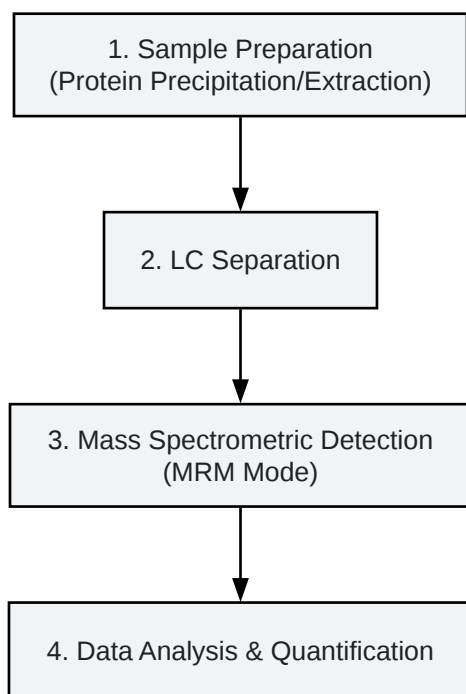 1. Sample Preparation
(Protein Precipitation/Extraction)
2. LC Separation
3. Mass Spectrometric Detection
(MRM Mode)
4. Data Analysis & Quantification